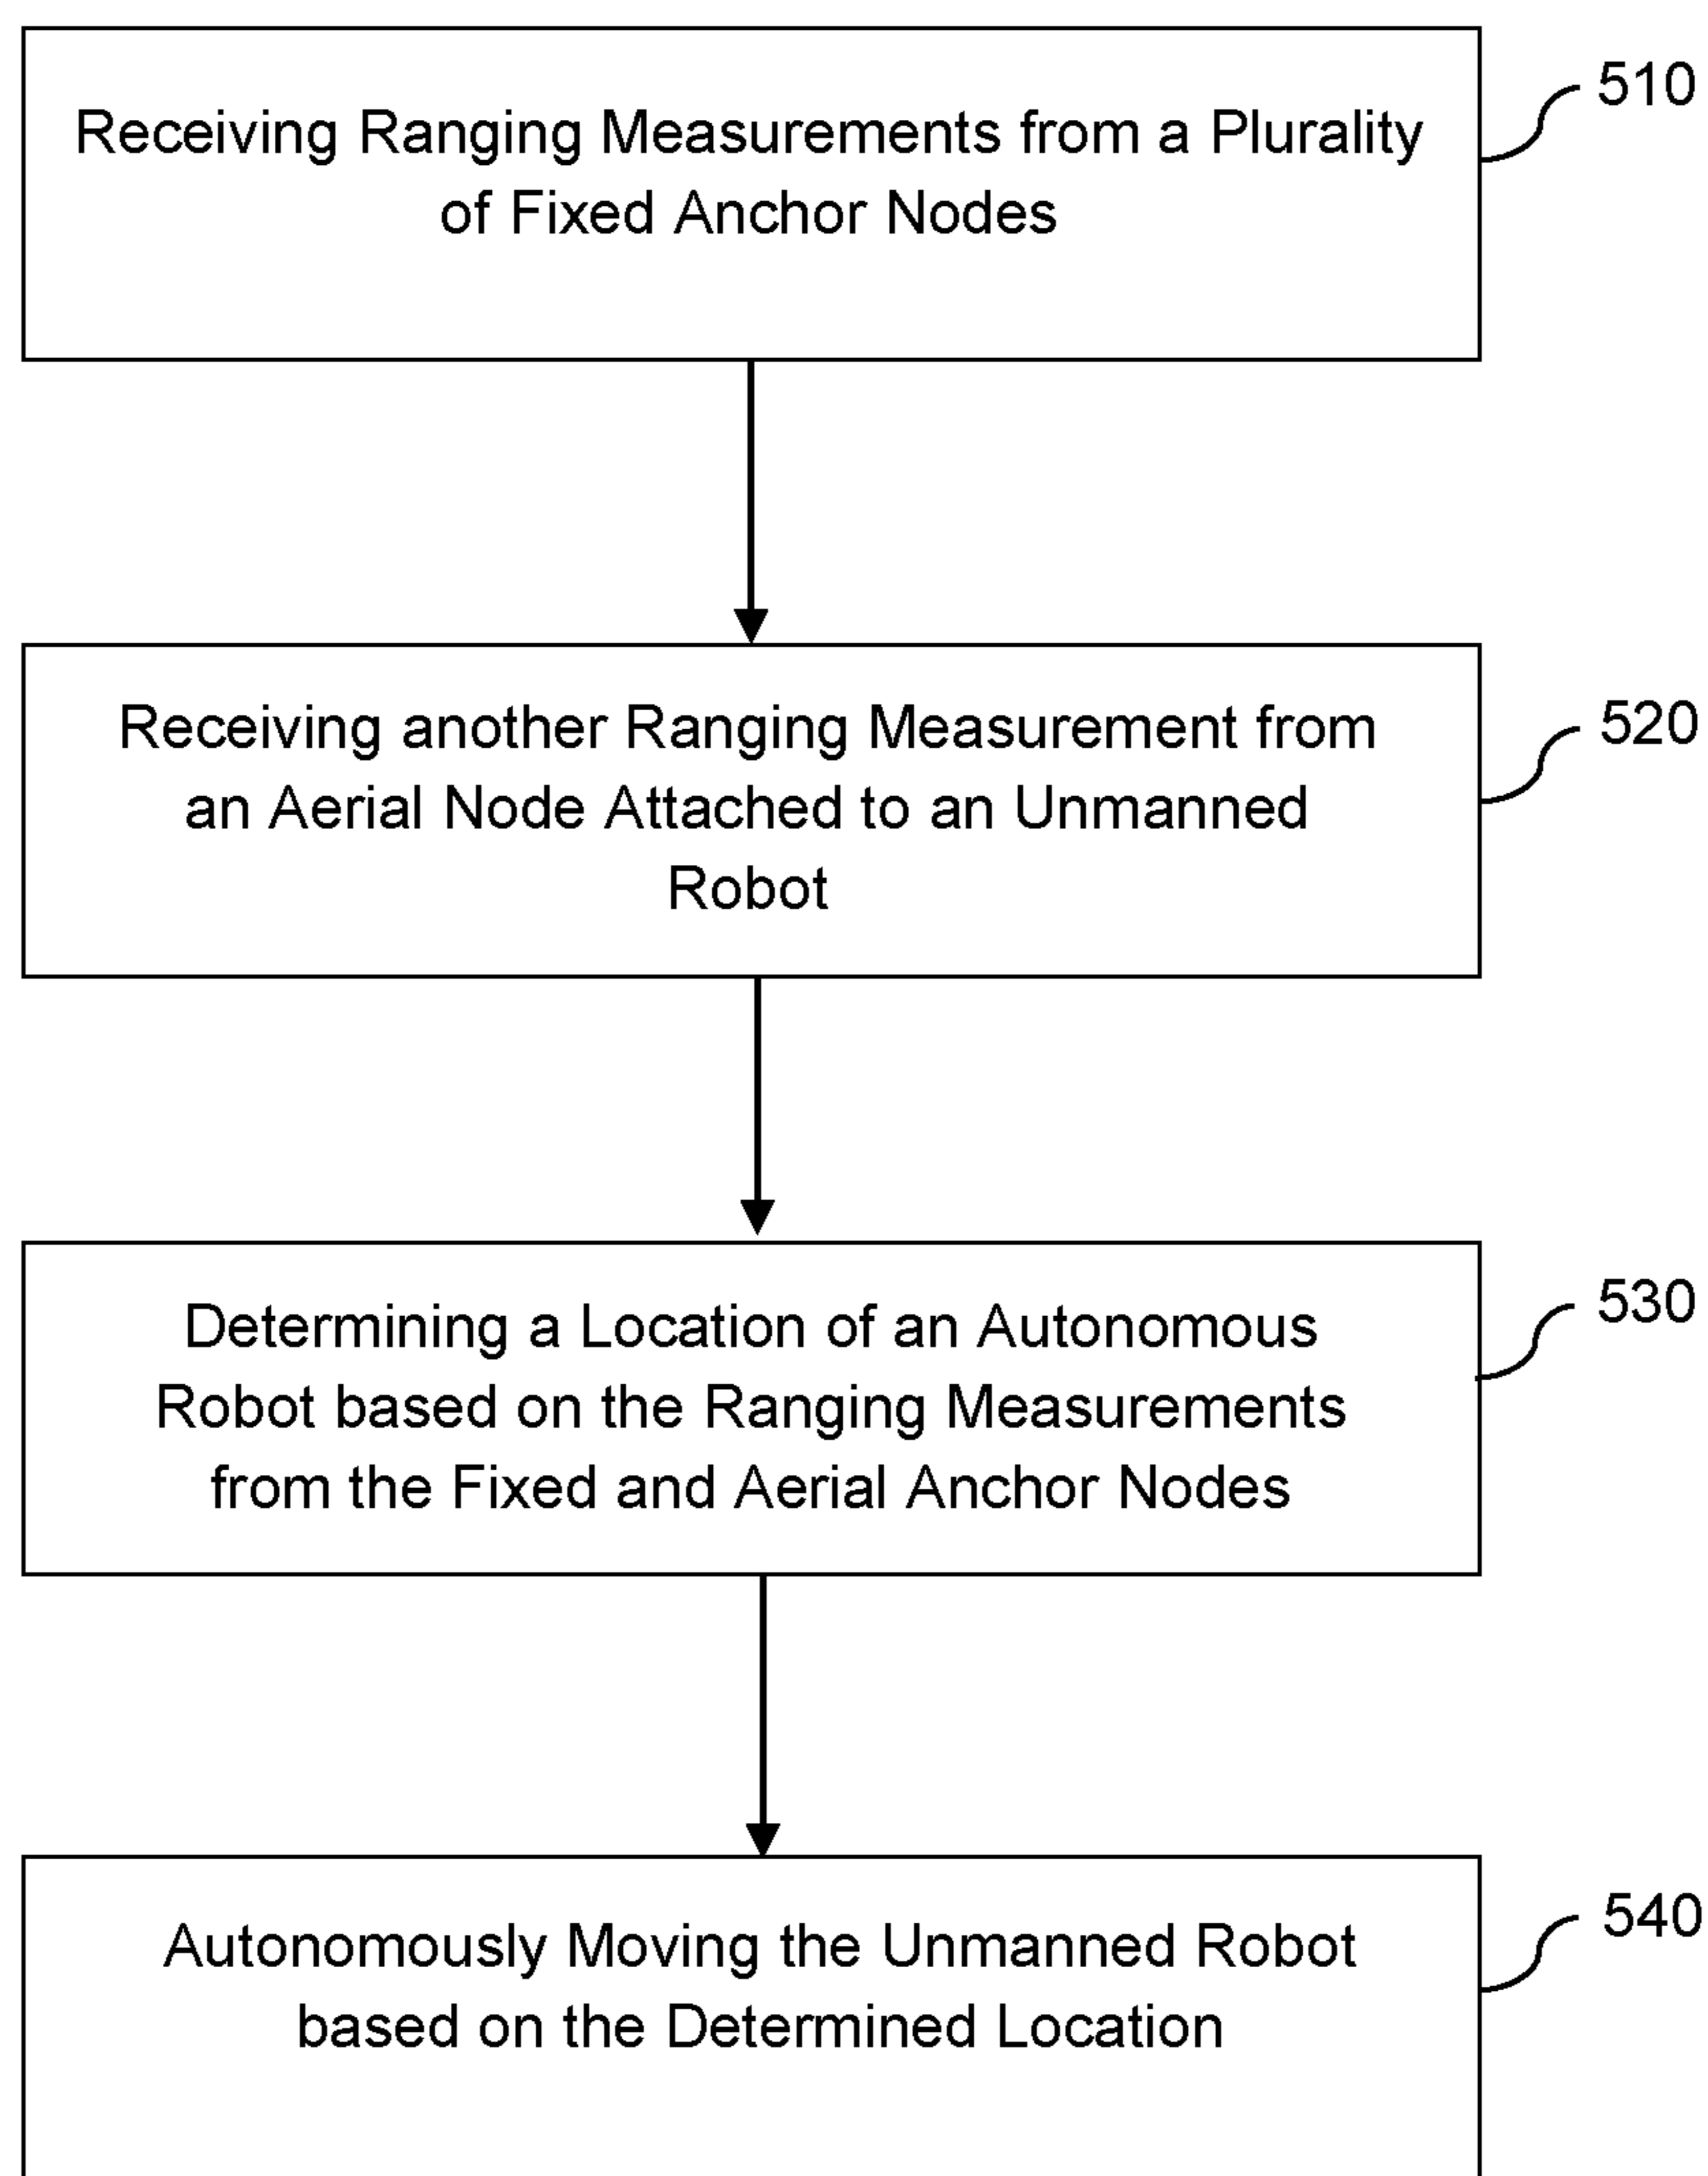 Receiving Ranging Measurements from a Plurality
of Fixed Anchor Nodes
510
Receiving another Ranging Measurement from
an Aerial Node Attached to an Unmanned
Robot
520
Determining a Location of an Autonomous
Robot based on the Ranging Measurements
from the Fixed and Aerial Anchor Nodes
530
Autonomously Moving the Unmanned Robot
based on the Determined Location
540